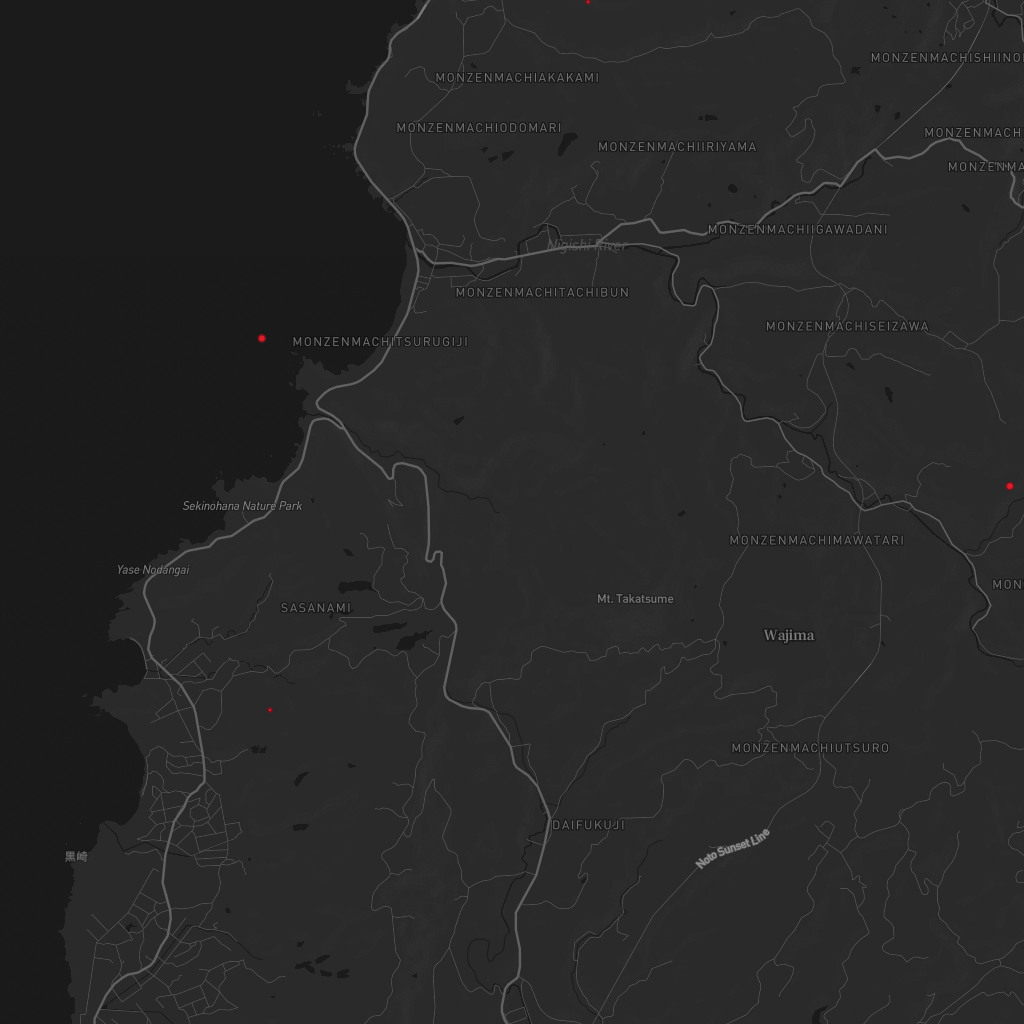 MONZENMACHISHIINO
MONZENMACHIAKAKAMI
MONZENMACHIODOMARI
MONZENMACH
MONZENMACHIIRIYAMA
MONZENMA
MONZENMACHIIGAWADANI
Nigishi River
MONZENMACHITACHIBUN
MONZENMACHISEIZAWA
MONZENMACHITSURUGIJI
Sekinohana Nature Park
MONZENMACHIMAWATARI
Yase Nodangai
MON
Mt. Takatsume
SASANAMI
Wajima
MONZENMACHIUTSURO
DAIFUKUJI
Noto Sunset Line
黒崎